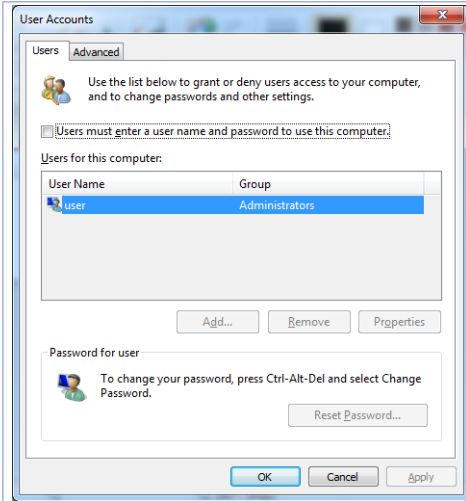 User Accounts
Users
Advanced
Use the list below to grant or deny users access to your computer,
and to change passwords and other settings.
Users must enter a user name and password to use this computer.
Users for this computer:
User Name Group
user Administrators
Add... Remove Properties
Password for user
To change your password, press Ctrl-Alt-Del and select Change
Password.
Reset Password...
OK Cancel Apply